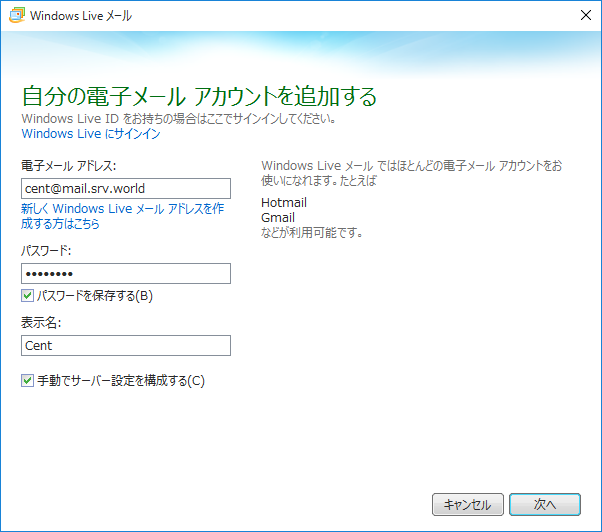 Windows Live メール
自分の電子メール アカウントを追加する
Windows Live ID をお持ちの場合はここでサインインしてください。
Windows Live にサインイン
電子メール アドレス:
cent@mail.srv.world
新しく Windows Live メール アドレスを作
成する方はこちら
パスワード:
●●●●●●●●
パスワードを保存する(B)
表示名:
Cent
手動でサーバー設定を構成する(C)
Windows Live メール ではほとんどの電子メール アカウントをお
使いになれます。たとえば
Hotmail
Gmail
などが利用可能です。
キャンセル
次へ